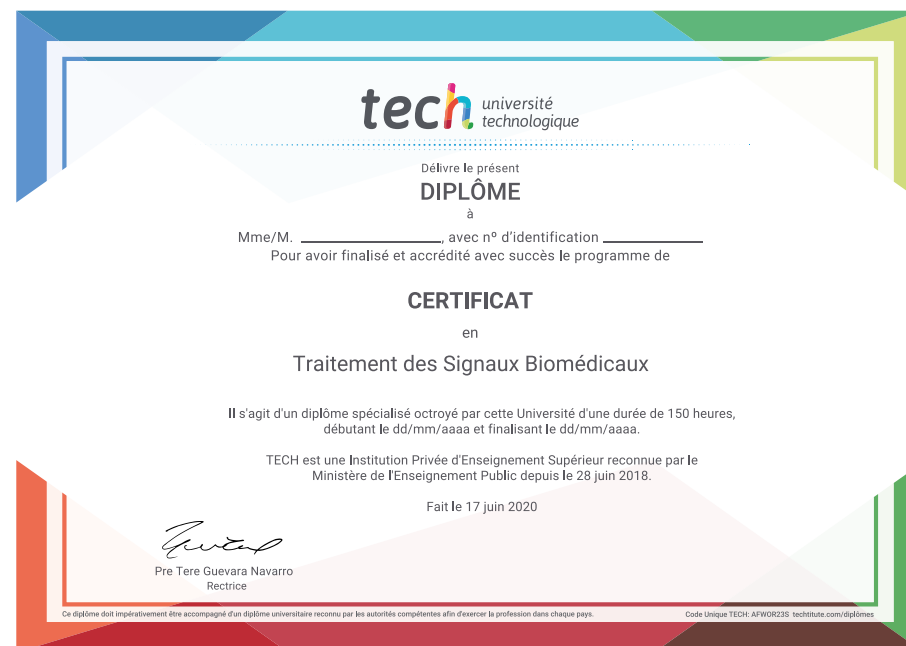 tech université
technologique
Délivre le présent
DIPLÔME
à
Mme/M. ____________________, avec nº d'identification ______________
Pour avoir finalisé et accrédité avec succès le programme de
CERTIFICAT
en
Traitement des Signaux Biomédicaux
Il s'agit d'un diplôme spécialisé octroyé par cette Université d'une durée de 150 heures,
débutant le dd/mm/aaaa et finalisant le dd/mm/aaaa.
TECH est une Institution Privée d'Enseignement Supérieur reconnue par le
Ministère de l'Enseignement Public depuis le 28 juin 2018.
Fait le 17 juin 2020
Pre Tere Guevara Navarro
Rectrice
Ce diplôme doit impérativement être accompagné d'un diplôme universitaire reconnu par les autorités compétentes afin d'exercer la profession dans chaque pays.
Code Unique TECH: AFWOR23S techtitute.com/diplômes